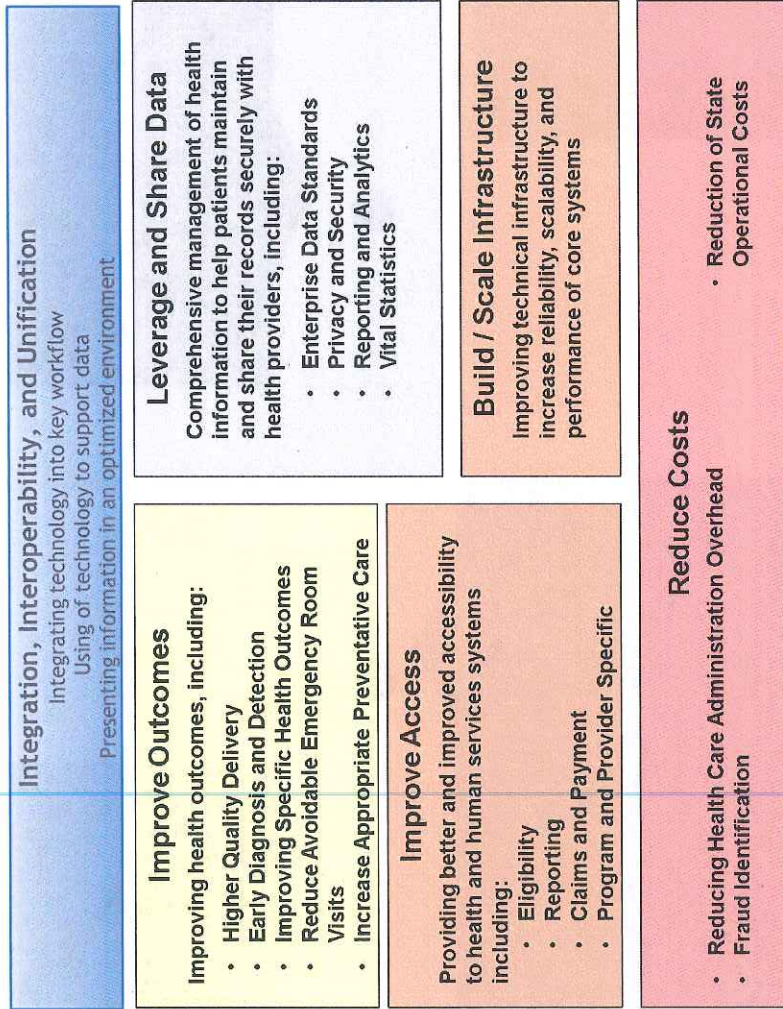 Integration, Interoperability, and Unification
Integrating technology into key workflow
Using of technology to support data
Presenting information in an optimized environment
Improve Outcomes
Improving health outcomes, including:
• Higher Quality Delivery
• Early Diagnosis and Detection
• Improving Specific Health Outcomes
• Reduce Avoidable Emergency Room
Visits
• Increase Appropriate Preventative Care
Leverage and Share Data
Comprehensive management of health
information to help patients maintain
and share their records securely with
health providers, including:
• Enterprise Data Standards
• Privacy and Security
• Reporting and Analytics
• Vital Statistics
Improve Access
Providing better and improved accessibility
to health and human services systems
including:
• Eligibility
• Reporting
• Claims and Payment
• Program and Provider Specific
Build / Scale Infrastructure
Improving technical infrastructure to
increase reliability, scalability, and
performance of core systems
Reduce Costs
• Reducing Health Care Administration Overhead
• Fraud Identification
• Reduction of State
Operational Costs